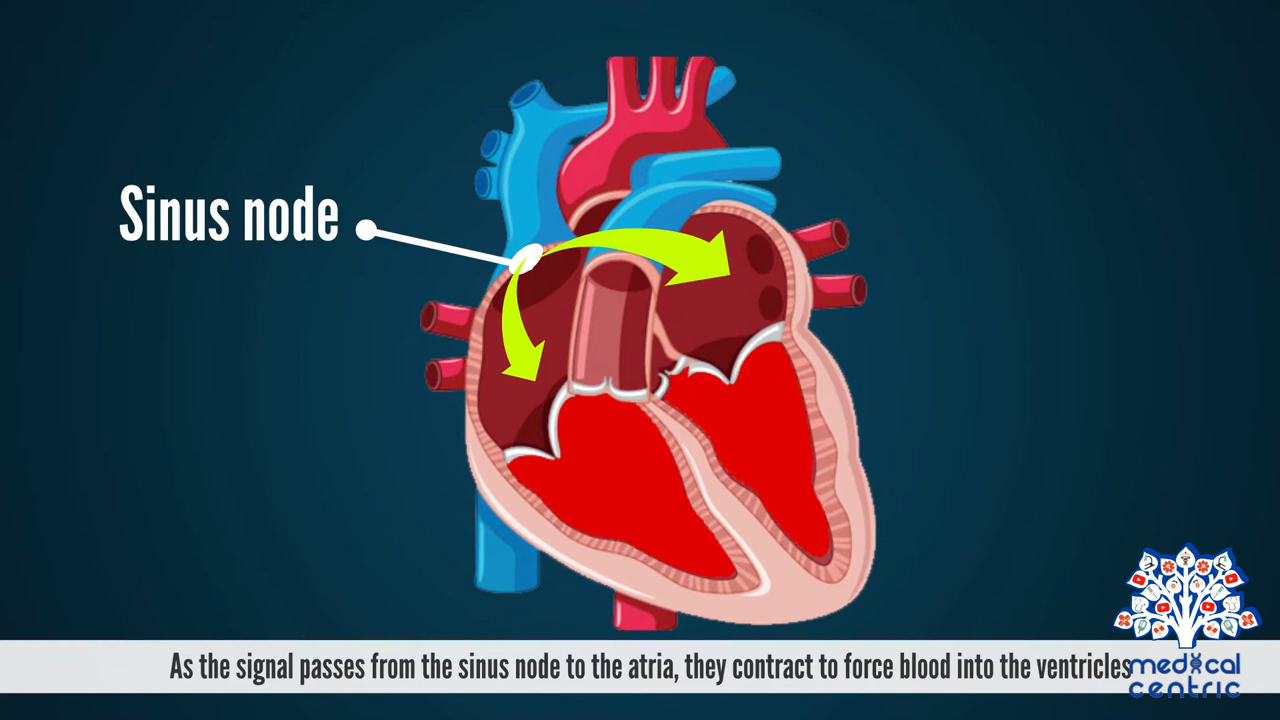 Sinus node
As the signal passes from the sinus node to the atria, they contract to force blood into the ventricles
medical
centric